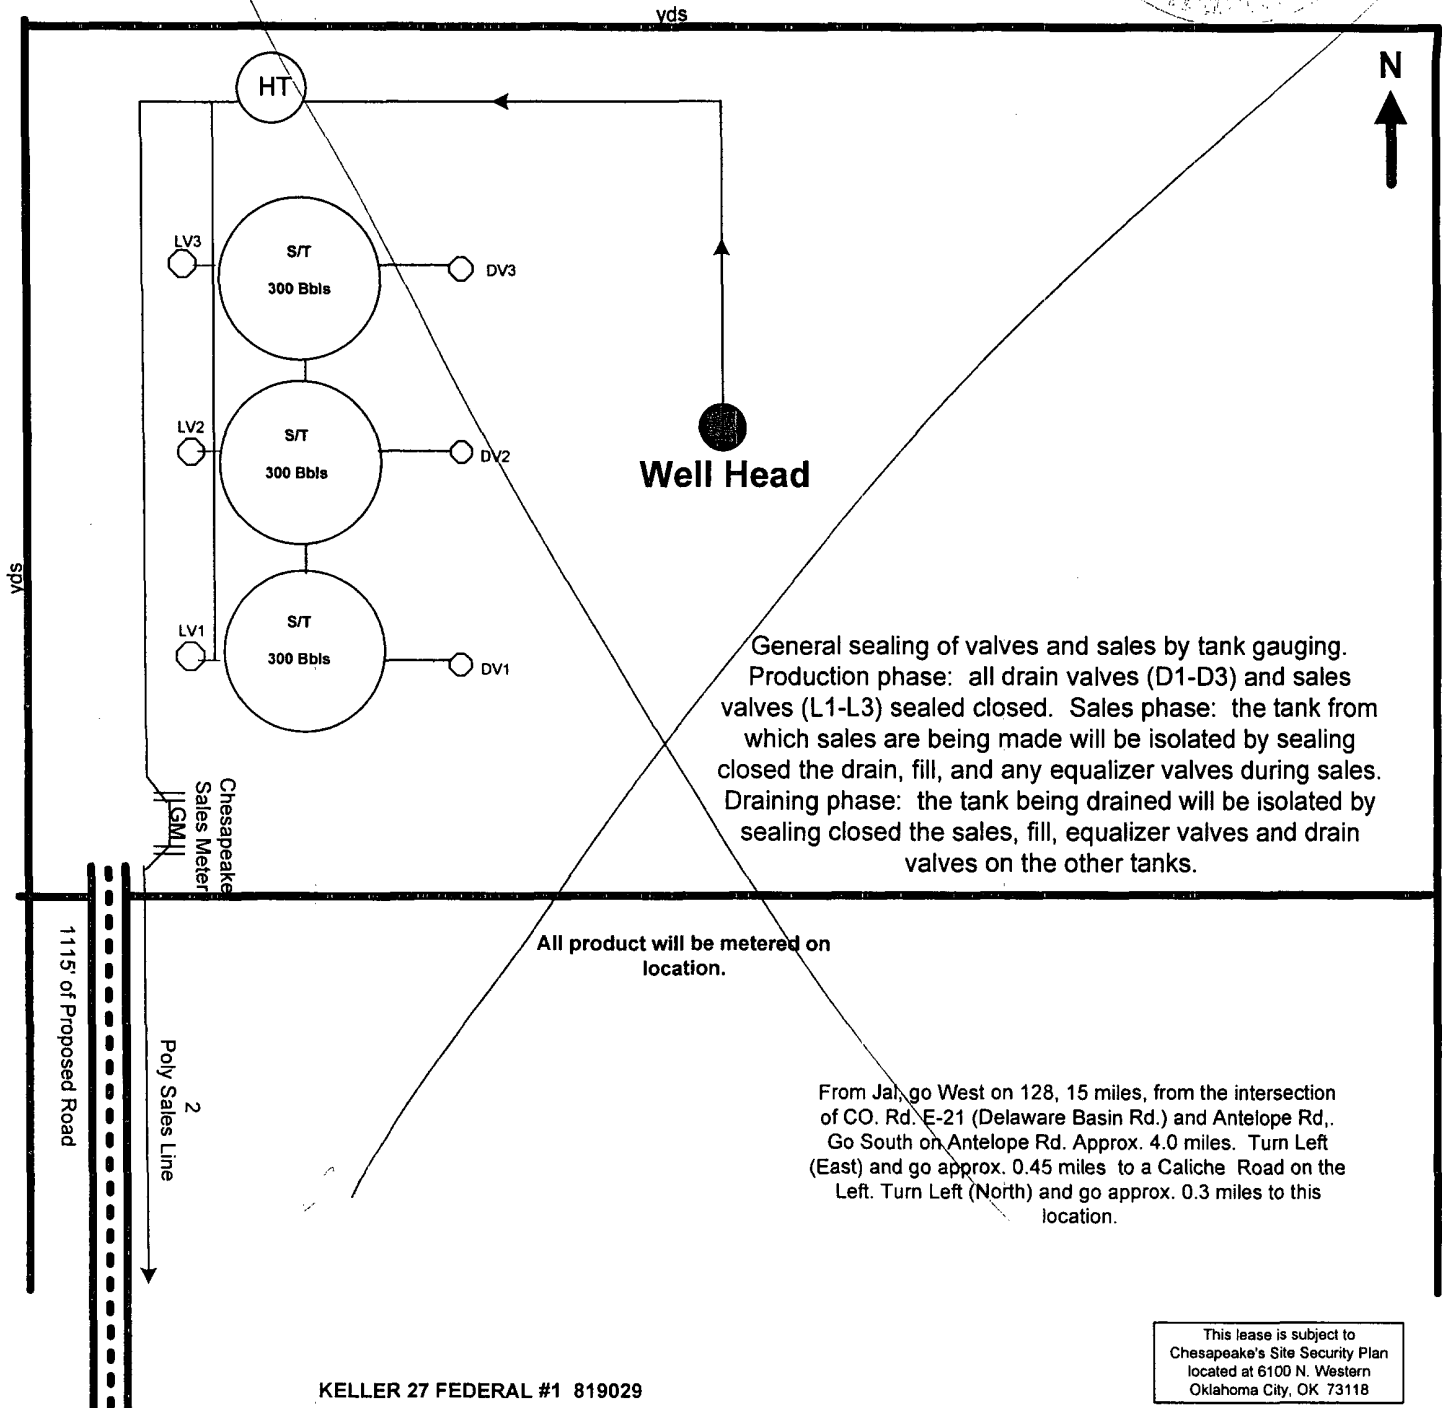 yds
N
HT
LV3
S/T
300 Bbls
DV3
LV2
S/T
300 Bbls
DV2
Well Head
yds
LV1
S/T
300 Bbls
DV1
General sealing of valves and sales by tank gauging.
Production phase: all drain valves (D1-D3) and sales
valves (L1-L3) sealed closed. Sales phase: the tank from
which sales are being made will be isolated by sealing
closed the drain, fill, and any equalizer valves during sales.
Draining phase: the tank being drained will be isolated by
sealing closed the sales, fill, equalizer valves and drain
valves on the other tanks.
Chesapeake
Sales Meter
GM
1115' of Proposed Road
2
Poly Sales Line
All product will be metered on
location.
From Jal, go West on 128, 15 miles, from the intersection
of CO. Rd. E-21 (Delaware Basin Rd.) and Antelope Rd,.
Go South on Antelope Rd. Approx. 4.0 miles. Turn Left
(East) and go approx. 0.45 miles to a Caliche Road on the
Left. Turn Left (North) and go approx. 0.3 miles to this
location.
This lease is subject to
Chesapeake's Site Security Plan
located at 6100 N. Western
Oklahoma City, OK 73118
KELLER 27 FEDERAL #1 819029